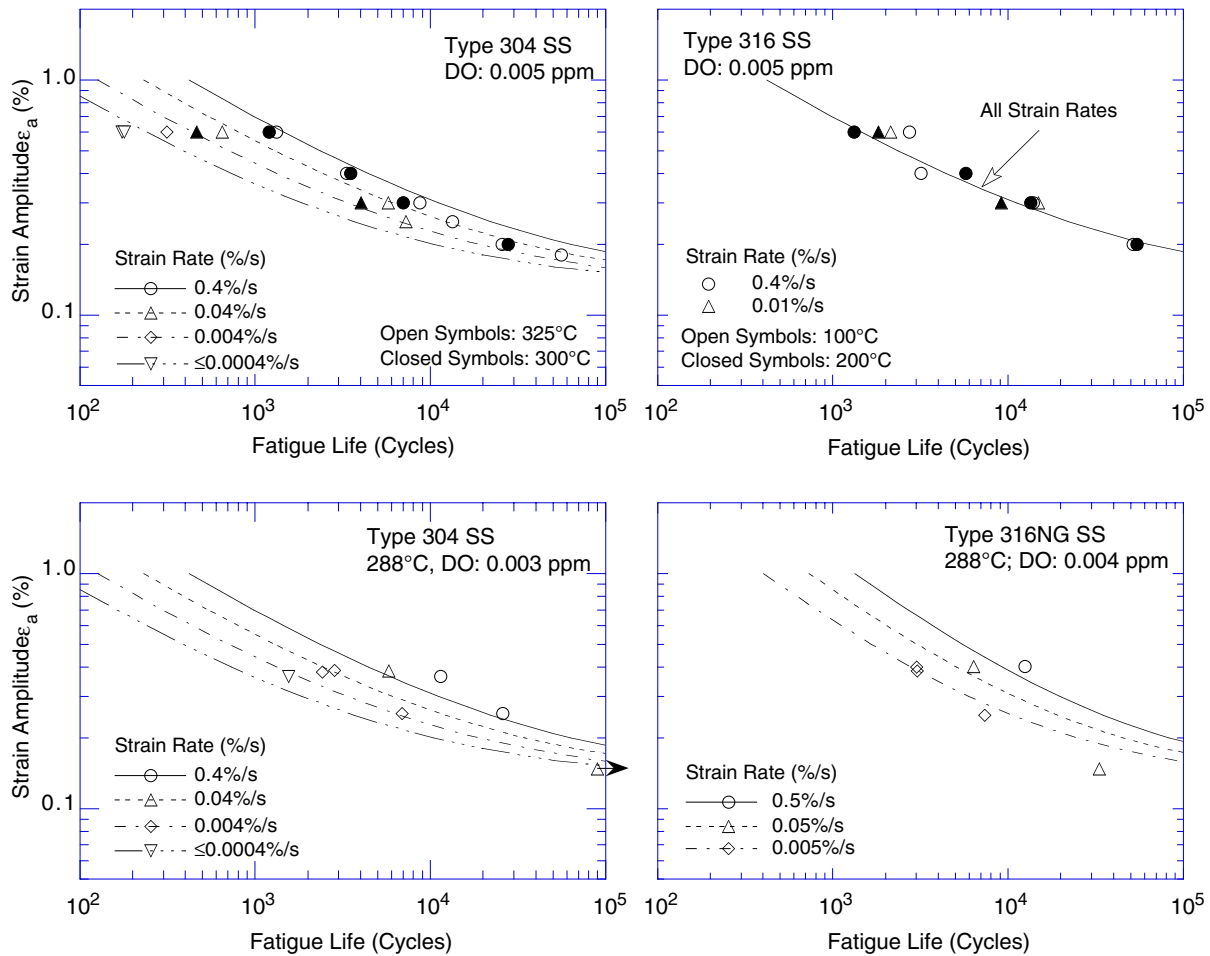 Type 304 SS
DO: 0.005 ppm
1.0
0.1
Strain Amplitude ε_a (%)
Strain Rate (%/s)
0.4%/s
0.04%/s
0.004%/s
≤0.0004%/s
Open Symbols: 325°C
Closed Symbols: 300°C
10^2 10^3 10^4 10^5
Fatigue Life (Cycles)
Type 316 SS
DO: 0.005 ppm
All Strain Rates
Strain Rate (%/s)
0.4%/s
0.01%/s
Open Symbols: 100°C
Closed Symbols: 200°C
10^2 10^3 10^4 10^5
Fatigue Life (Cycles)
Type 304 SS
288°C, DO: 0.003 ppm
1.0
0.1
Strain Amplitude ε_a (%)
Strain Rate (%/s)
0.4%/s
0.04%/s
0.004%/s
≤0.0004%/s
10^2 10^3 10^4 10^5
Fatigue Life (Cycles)
Type 316NG SS
288°C; DO: 0.004 ppm
Strain Rate (%/s)
0.5%/s
0.05%/s
0.005%/s
10^2 10^3 10^4 10^5
Fatigue Life (Cycles)